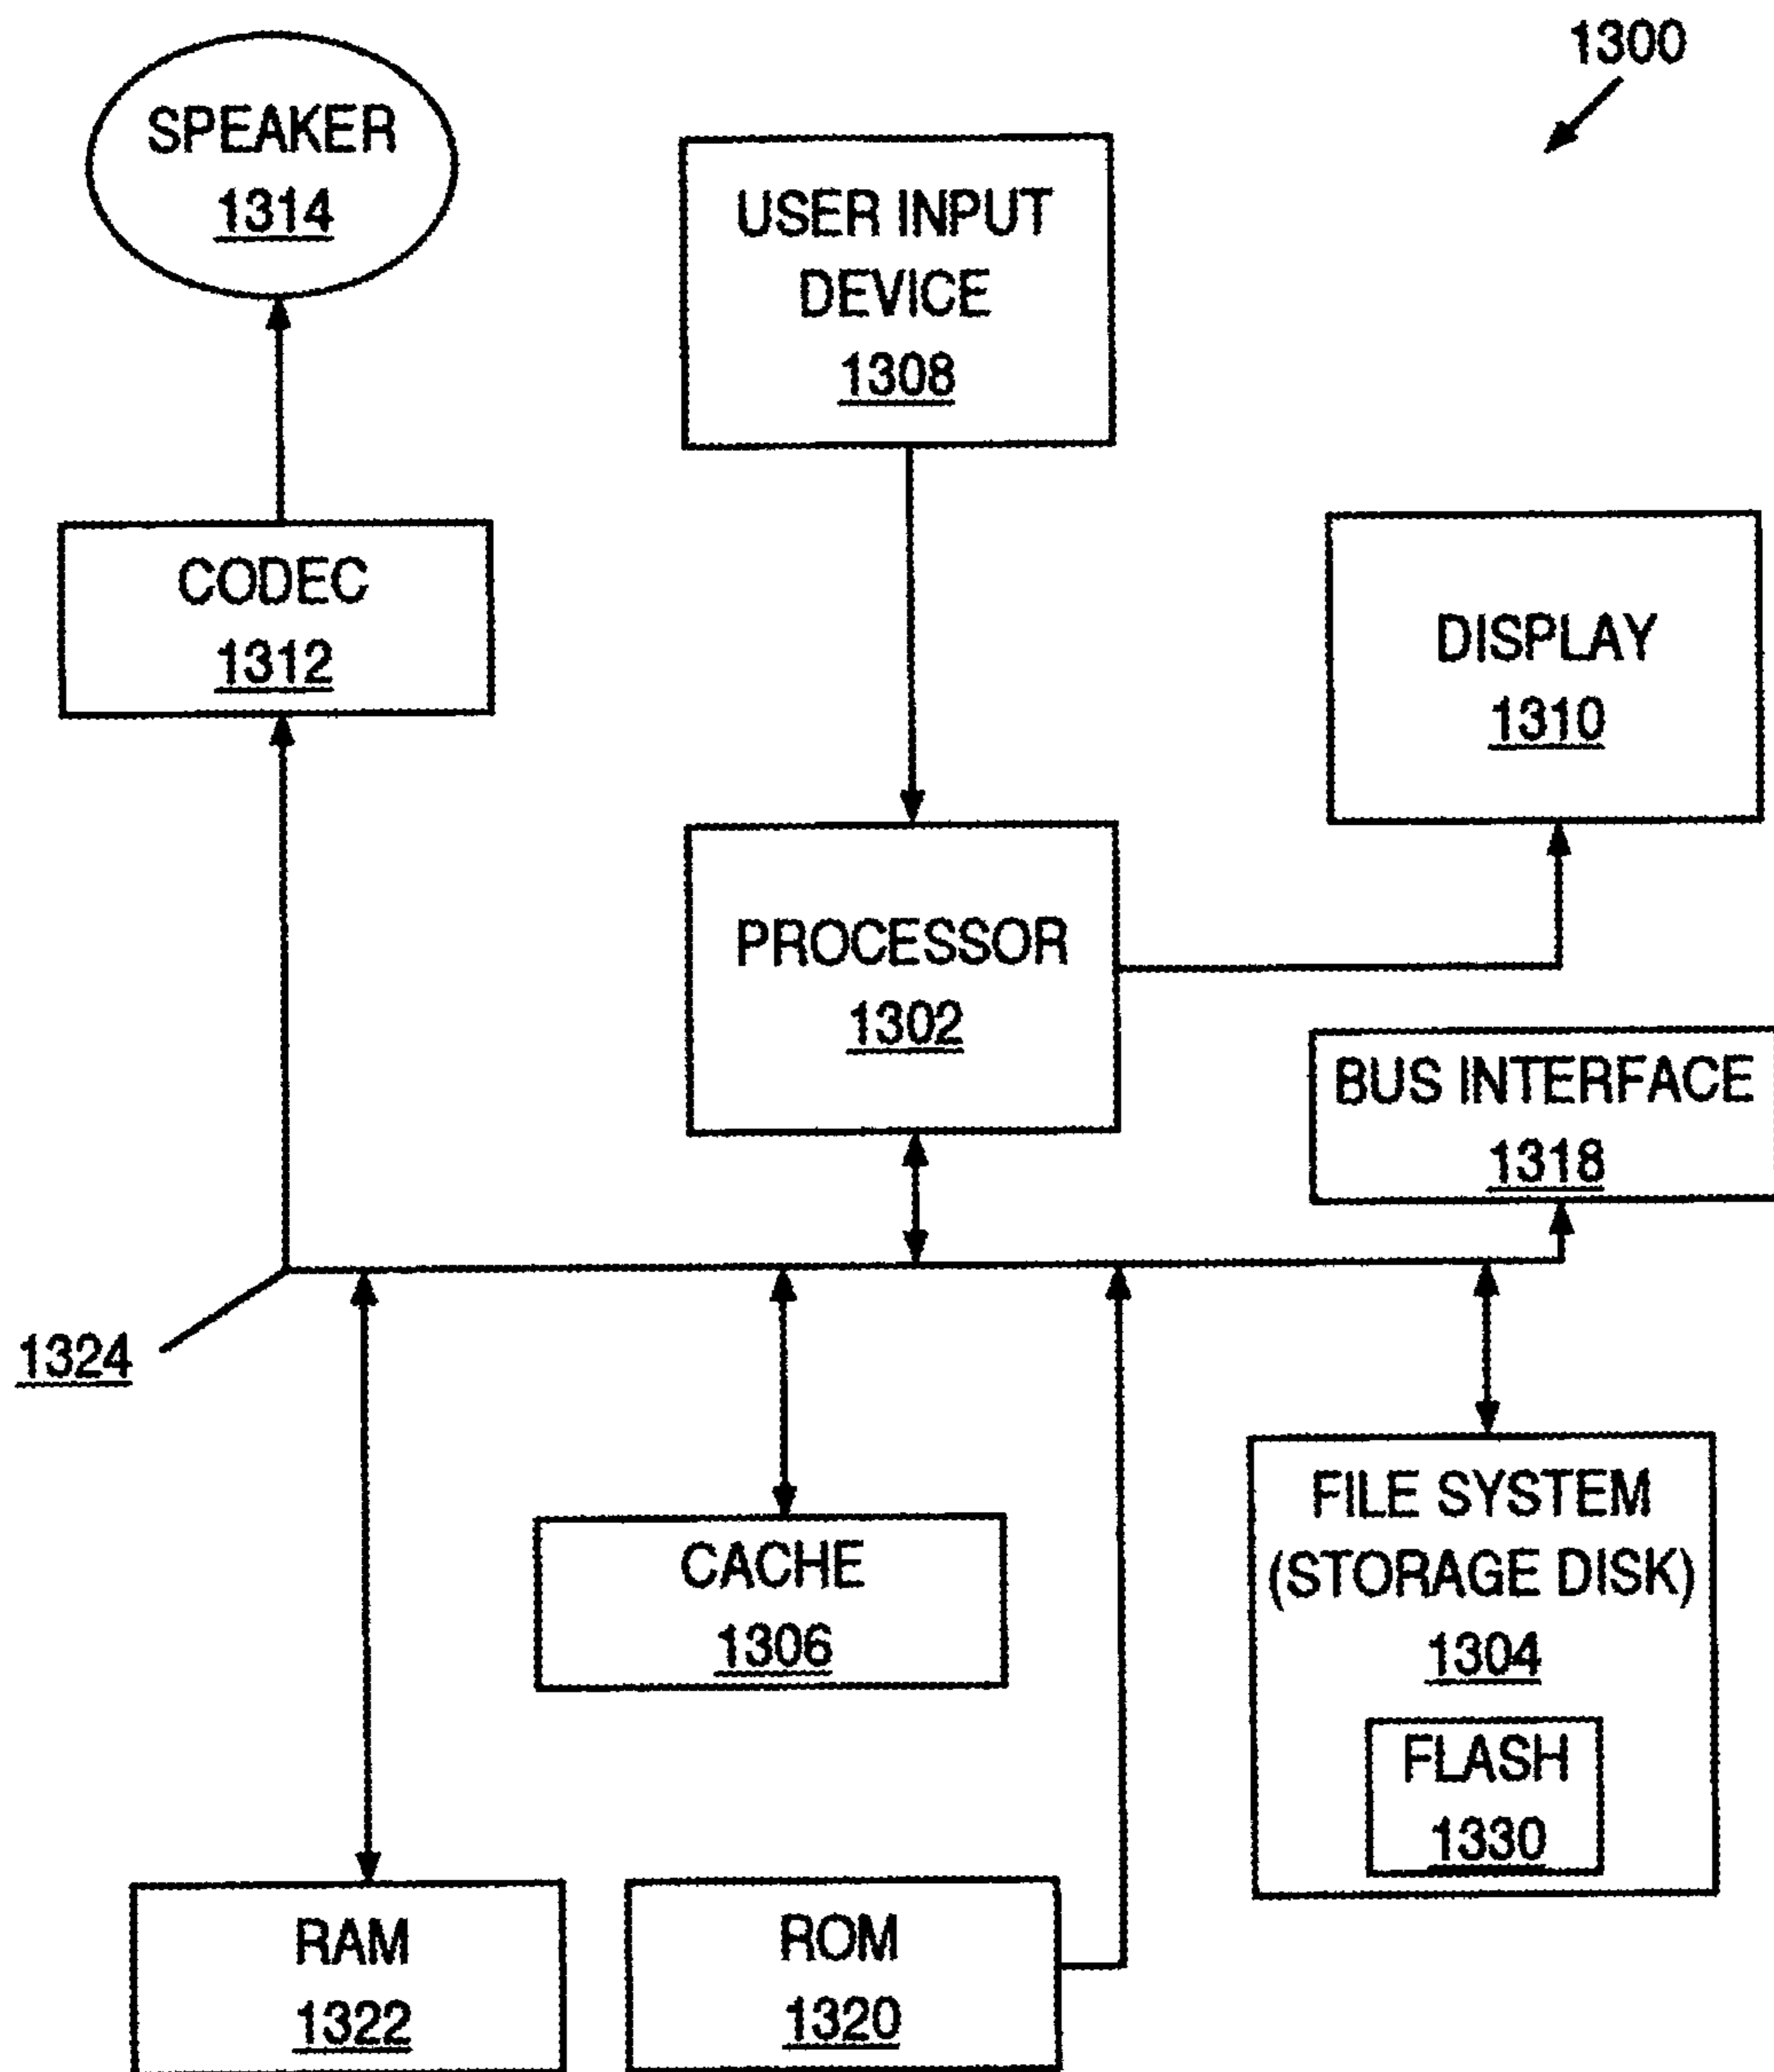 1300
SPEAKER
1314
USER INPUT
DEVICE
1308
CODEC
1312
DISPLAY
1310
PROCESSOR
1302
BUS INTERFACE
1318
1324
FILE SYSTEM
(STORAGE DISK)
1304
CACHE
1306
FLASH
1330
RAM
1322
ROM
1320